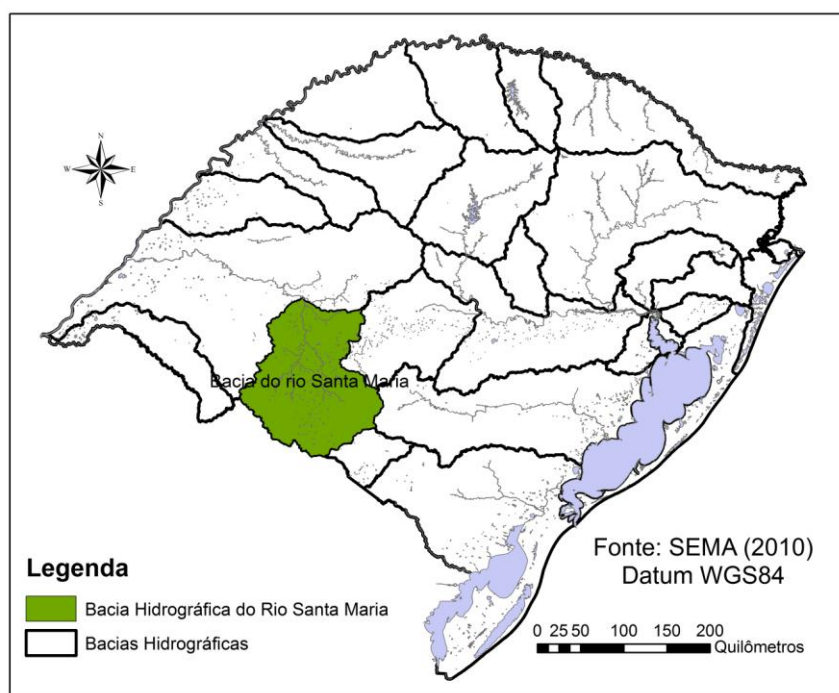 N
W E
S
Bacia do rio Santa Maria
Fonte: SEMA (2010)
Datum WGS84
Legenda
Bacia Hidrográfica do Rio Santa Maria
Bacias Hidrográficas
0 25 50 100 150 200
Quilômetros